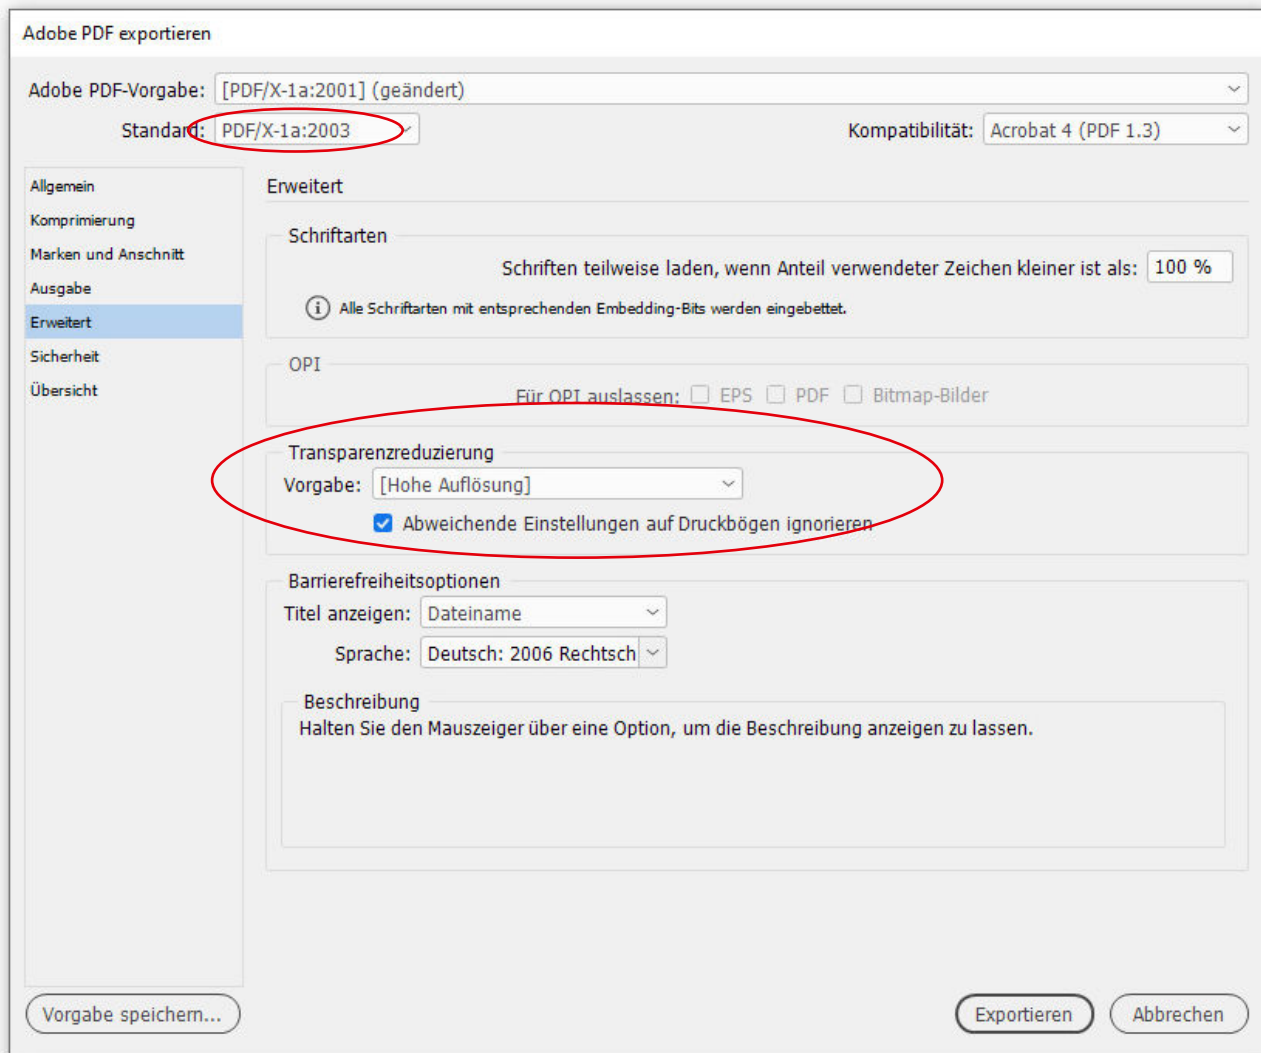 Adobe PDF exportieren
Adobe PDF-Vorgabe: [PDF/X-1a:2001] (geändert)
Standard: PDF/X-1a:2003 Kompatibilität: Acrobat 4 (PDF 1.3)
Allgemein
Komprimierung
Marken und Anschnitt
Ausgabe
Erweitert
Sicherheit
Übersicht
Erweitert
Schriftarten
Schriften teilweise laden, wenn Anteil verwendeter Zeichen kleiner ist als: 100 %
Alle Schriftarten mit entsprechenden Embedding-Bits werden eingebettet.
OPI
Für OPI auslassen: EPS PDF Bitmap-Bilder
Transparenzreduzierung
Vorgabe: [Hohe Auflösung]
Abweichende Einstellungen auf Druckbögen ignorieren
Barrierefreiheitsoptionen
Titel anzeigen: Dateiname
Sprache: Deutsch: 2006 Rechtsch
Beschreibung
Halten Sie den Mauszeiger über eine Option, um die Beschreibung anzeigen zu lassen.
Vorgabe speichern... Exportieren Abbrechen